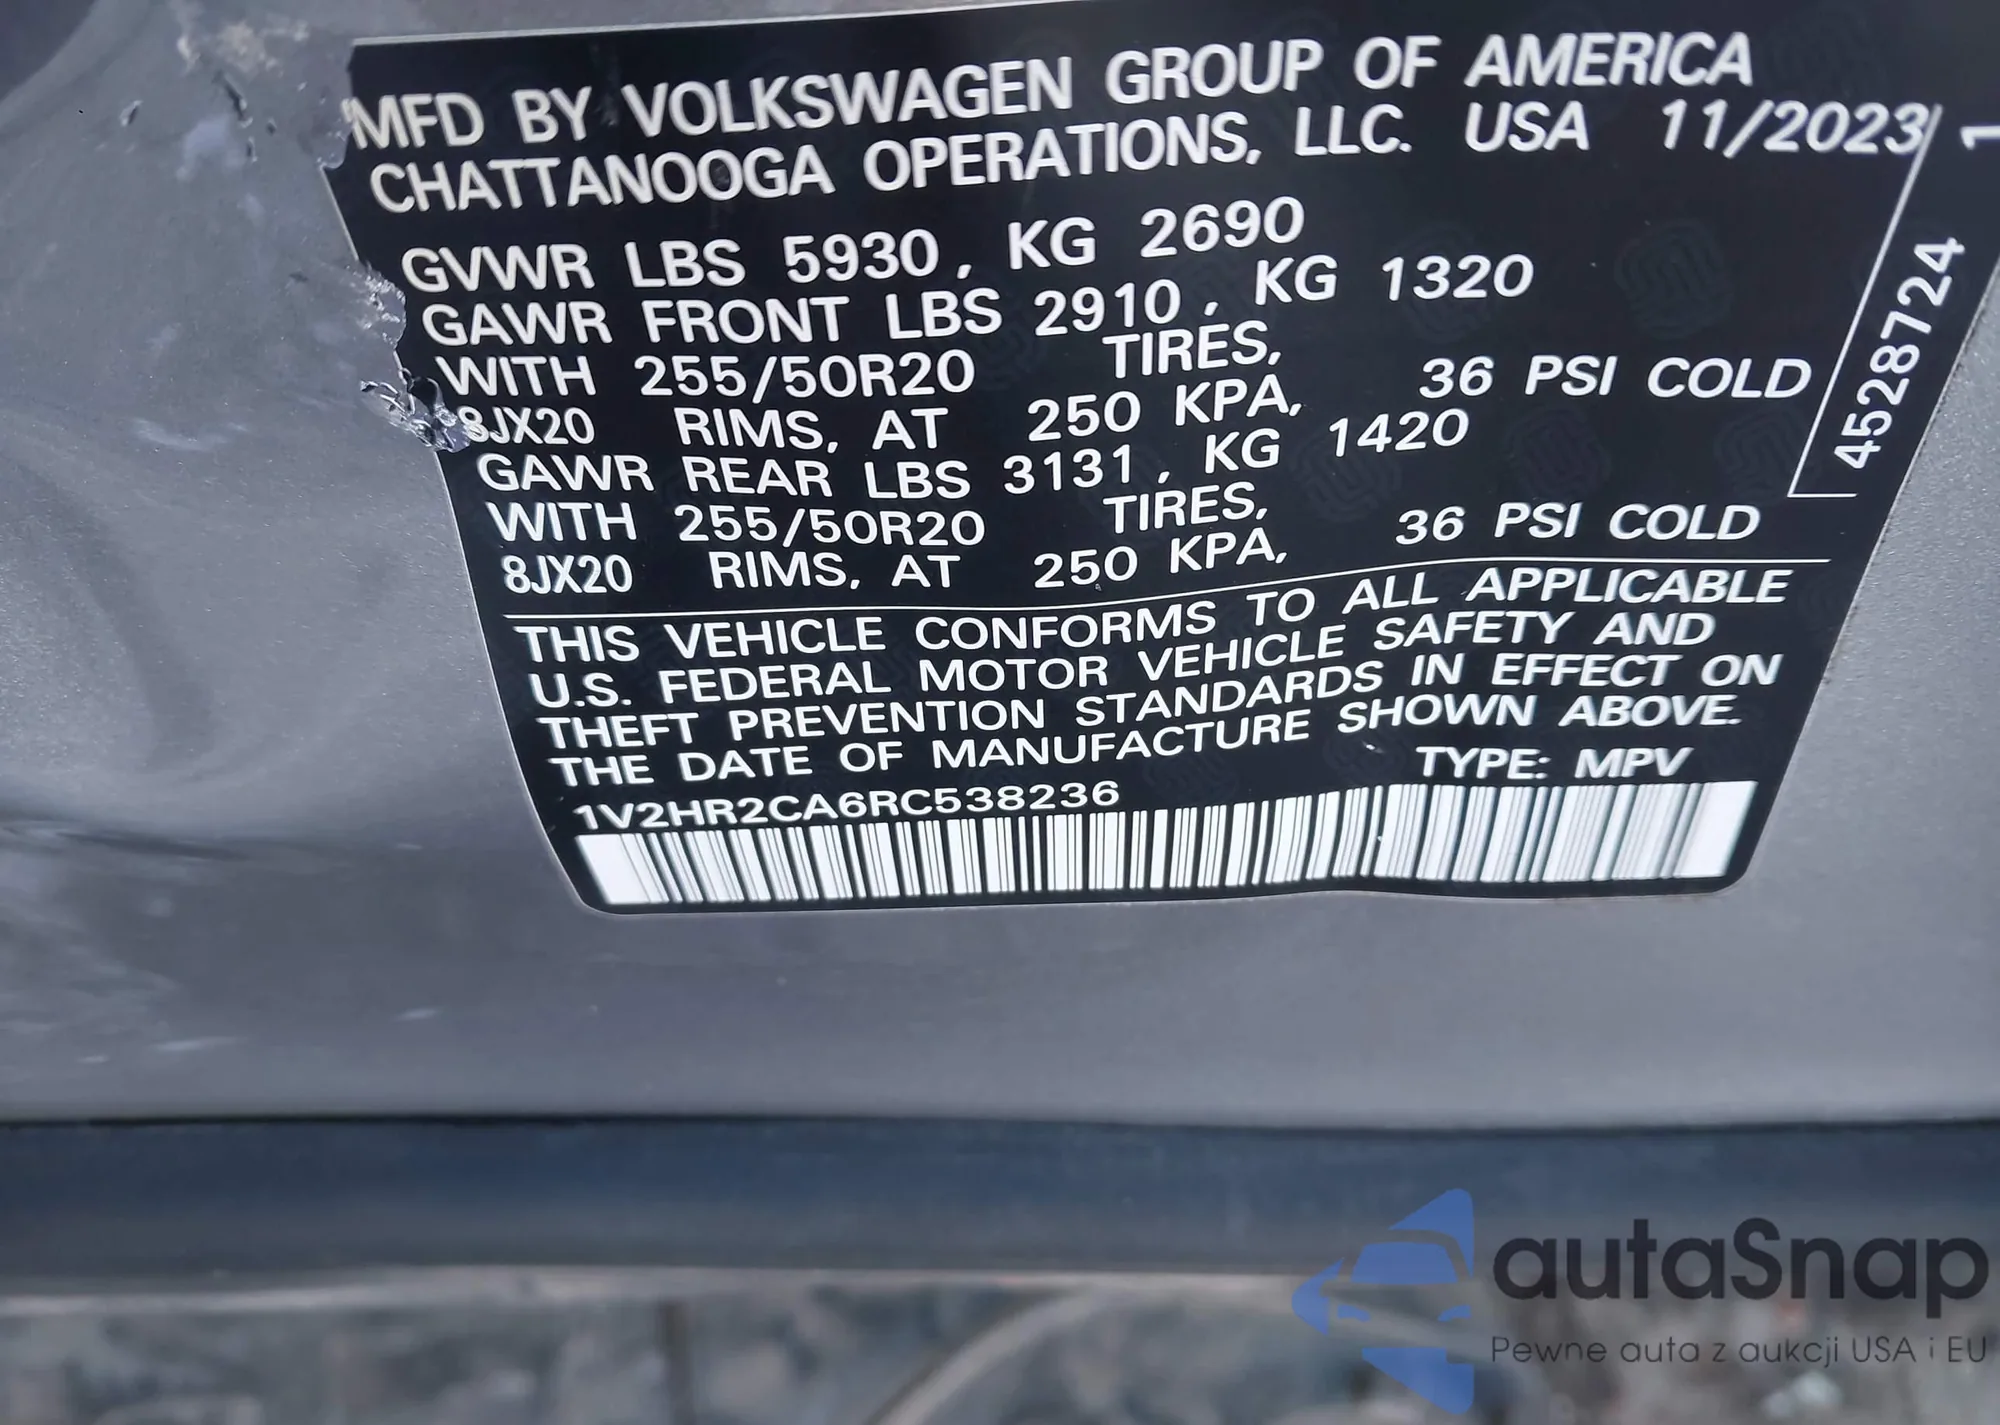 MFD BY VOLKSWAGEN GROUP OF AMERICA
CHATTANOOGA OPERATIONS, LLC. USA 11/2023
GVWR LBS 5930, KG 2690
GAWR FRONT LBS 2910, KG 1320
WITH 255/50R20 TIRES,
8JX20 RIMS, AT 250 KPA, 36 PSI COLD
GAWR REAR LBS 3131, KG 1420
WITH 255/50R20 TIRES,
8JX20 RIMS, AT 250 KPA, 36 PSI COLD
THIS VEHICLE CONFORMS TO ALL APPLICABLE
U.S. FEDERAL MOTOR VEHICLE SAFETY AND
THEFT PREVENTION STANDARDS IN EFFECT ON
THE DATE OF MANUFACTURE SHOWN ABOVE.
1V2HR2CA6RC538236 TYPE: MPV
4528724 1
autaSnap
Pewne auta z aukcji USA i EU